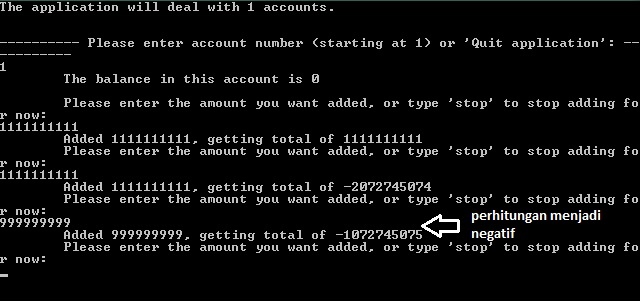 The application will deal with 1 accounts.
---------- Please enter account number (starting at 1) or 'Quit application': --
---------
1
The balance in this account is 0
Please enter the amount you want added, or type 'stop' to stop adding fo
r now:
1111111111
Added 1111111111, getting total of 1111111111
Please enter the amount you want added, or type 'stop' to stop adding fo
r now:
1111111111
Added 1111111111, getting total of -2072745074
Please enter the amount you want added, or type 'stop' to stop adding fo
r now:
999999999
Added 999999999, getting total of -1072745075
perhitungan menjadi
negatif
Please enter the amount you want added, or type 'stop' to stop adding fo
r now: